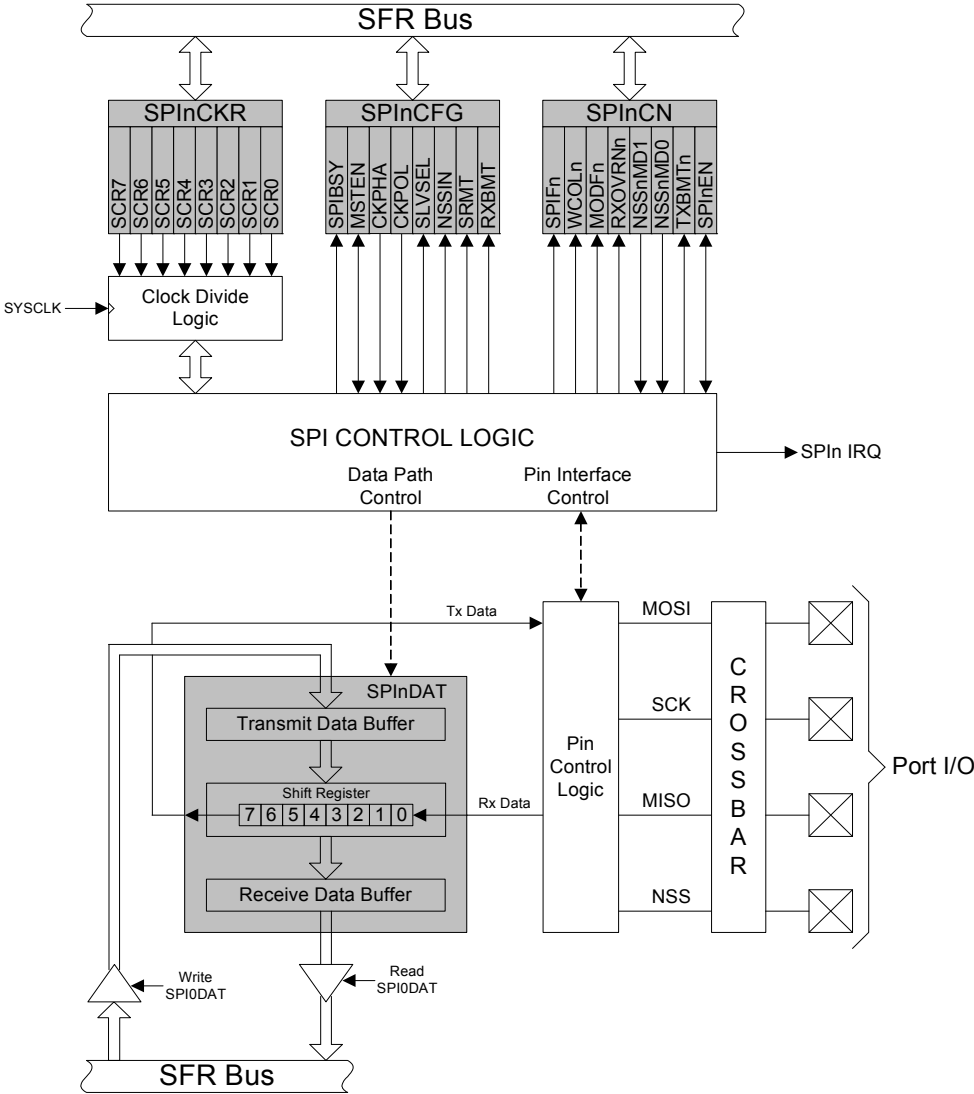 SFR Bus
SPInCKR
SCR7
SCR6
SCR5
SCR4
SCR3
SCR2
SCR1
SCR0
SPInCFG
SPIBSY
MSTEN
CKPHA
CKPOL
SLVSEL
NSSIN
SRMT
RXBMT
SPInCN
SPIFn
WCOLn
MODFn
RXOVRNn
NSSnMD1
NSSnMD0
TXBMTn
SPInEN
SYSCLK
Clock Divide
Logic
SPI CONTROL LOGIC
Data Path
Control
Pin Interface
Control
SPIn IRQ
Tx Data
SPInDAT
Transmit Data Buffer
Shift Register
7 6 5 4 3 2 1 0
Rx Data
Receive Data Buffer
Pin
Control
Logic
MOSI
SCK
MISO
NSS
C
R
O
S
S
B
A
R
Port I/O
Write
SPI0DAT
Read
SPI0DAT
SFR Bus